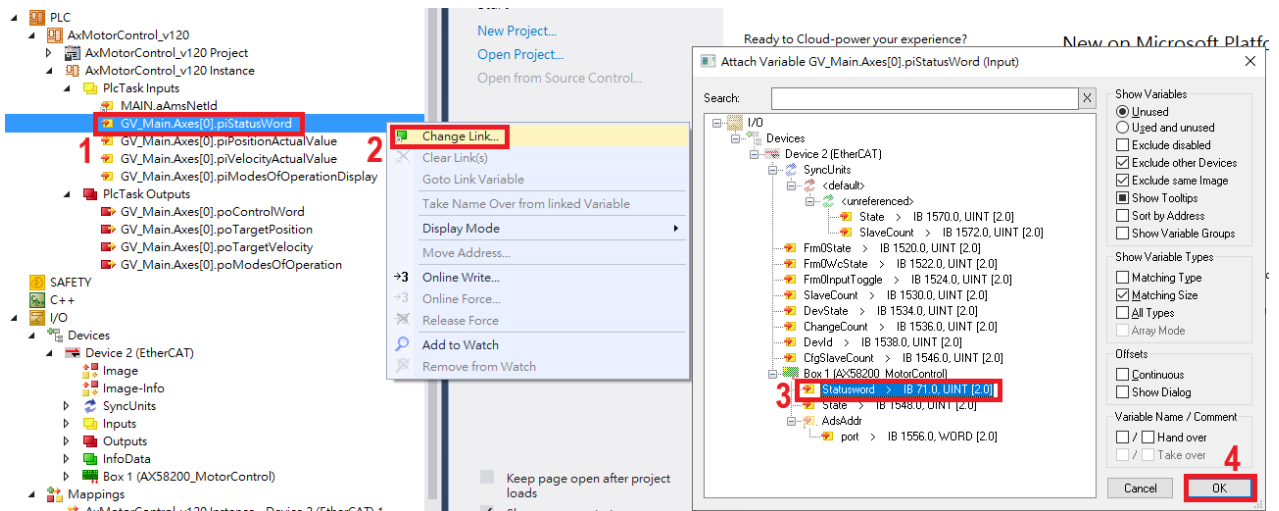 PLC
AxMotorControl_v120
AxMotorControl_v120 Project
AxMotorControl_v120 Instance
PlcTask Inputs
MAIN.aAmsNetId
GV_Main.Axes[0].piStatusWord
1
GV_Main.Axes[0].piPositionActualValue
GV_Main.Axes[0].piVelocityActualValue
GV_Main.Axes[0].piModesOfOperationDisplay
PlcTask Outputs
GV_Main.Axes[0].poControlWord
GV_Main.Axes[0].poTargetPosition
GV_Main.Axes[0].poTargetVelocity
GV_Main.Axes[0].poModesOfOperation
SAFETY
C++
I/O
Devices
Device 2 (EtherCAT)
Image
Image-Info
SyncUnits
Inputs
Outputs
InfoData
Box 1 (AX58200_MotorControl)
Mappings
New Project...
Open Project...
Open from Source Control...
2
Change Link...
Clear Link(s)
Goto Link Variable
Take Name Over from linked Variable
Display Mode
Move Address...
Online Write...
Online Force...
Release Force
Add to Watch
Remove from Watch
Keep page open after project
loads
Ready to Cloud-power your experience?
New on Microsoft Platfo
Attach Variable GV_Main.Axes[0].piStatusWord (Input)
Search:
X
I/O
Devices
Device 2 (EtherCAT)
SyncUnits
<default>
<unreferenced>
State > IB 1570.0, UINT [2.0]
SlaveCount > IB 1572.0, UINT [2.0]
Frm0State > IB 1520.0, UINT [2.0]
Frm0WcState > IB 1522.0, UINT [2.0]
Frm0InputToggle > IB 1524.0, UINT [2.0]
SlaveCount > IB 1530.0, UINT [2.0]
DevState > IB 1534.0, UINT [2.0]
ChangeCount > IB 1536.0, UINT [2.0]
DevId > IB 1538.0, UINT [2.0]
CfgSlaveCount > IB 1546.0, UINT [2.0]
Box 1 (AX58200_MotorControl)
3
Statusword > IB 71.0, UINT [2.0]
State > IB 1548.0, UINT [2.0]
AdsAddr
port > IB 1556.0, WORD [2.0]
Show Variables
Unused
Used and unused
Exclude disabled
Exclude other Devices
Exclude same Image
Show Tooltips
Sort by Address
Show Variable Groups
Show Variable Types
Matching Type
Matching Size
All Types
Array Mode
Offsets
Continuous
Show Dialog
Variable Name / Comment
/ Hand over
/ Take over
4
Cancel
OK